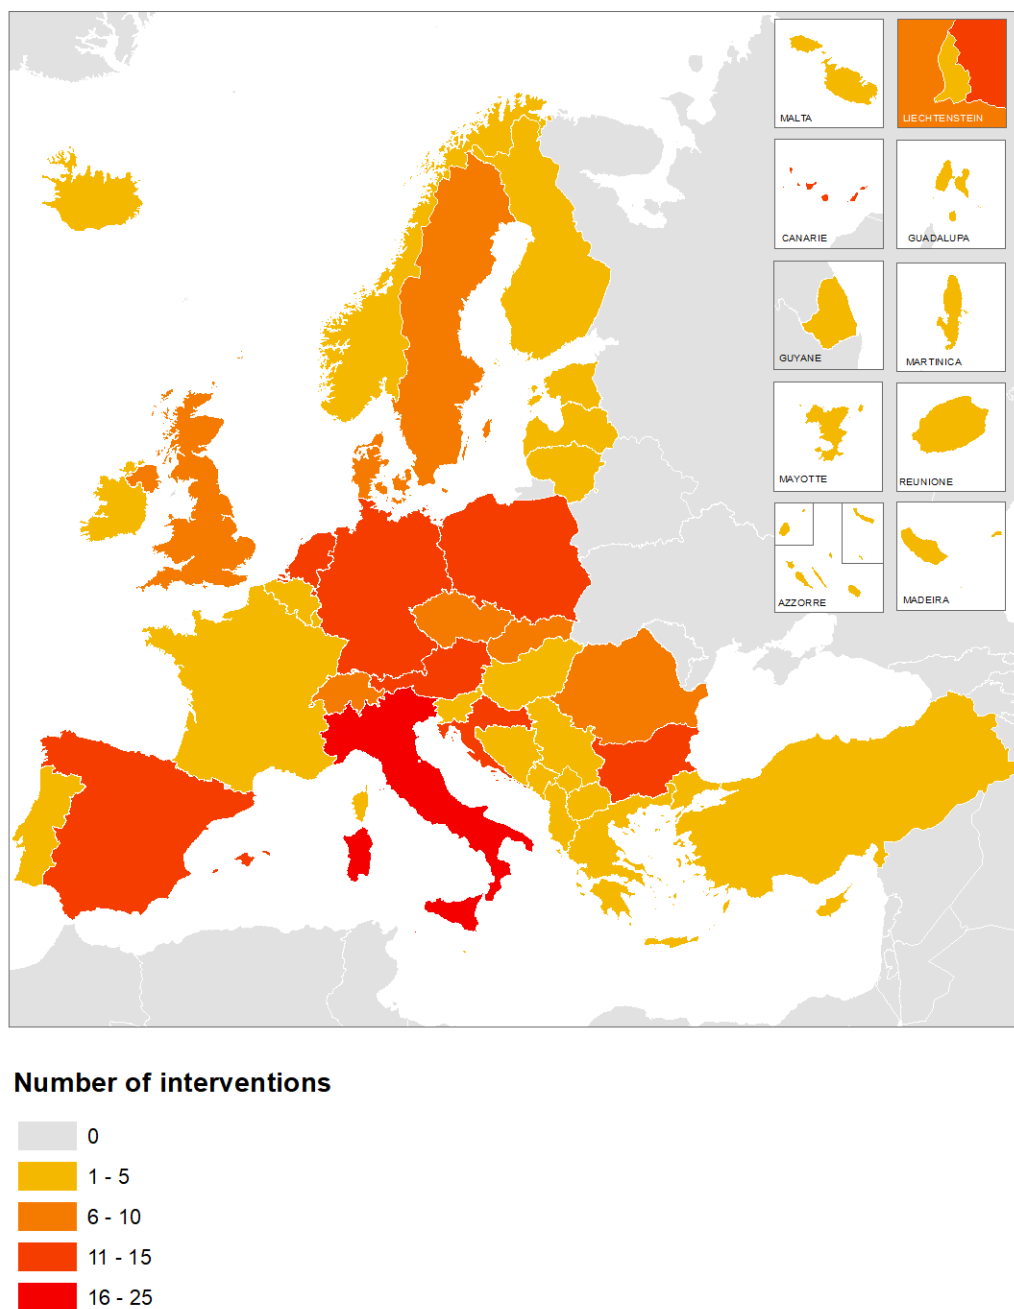 MALTA
LIECHTENSTEIN
CANARIE
GUADALUPA
GUYANE
MARTINICA
MAYOTTE
REUNIONE
AZZORRE
MADEIRA
Number of interventions
0
1 - 5
6 - 10
11 - 15
16 - 25